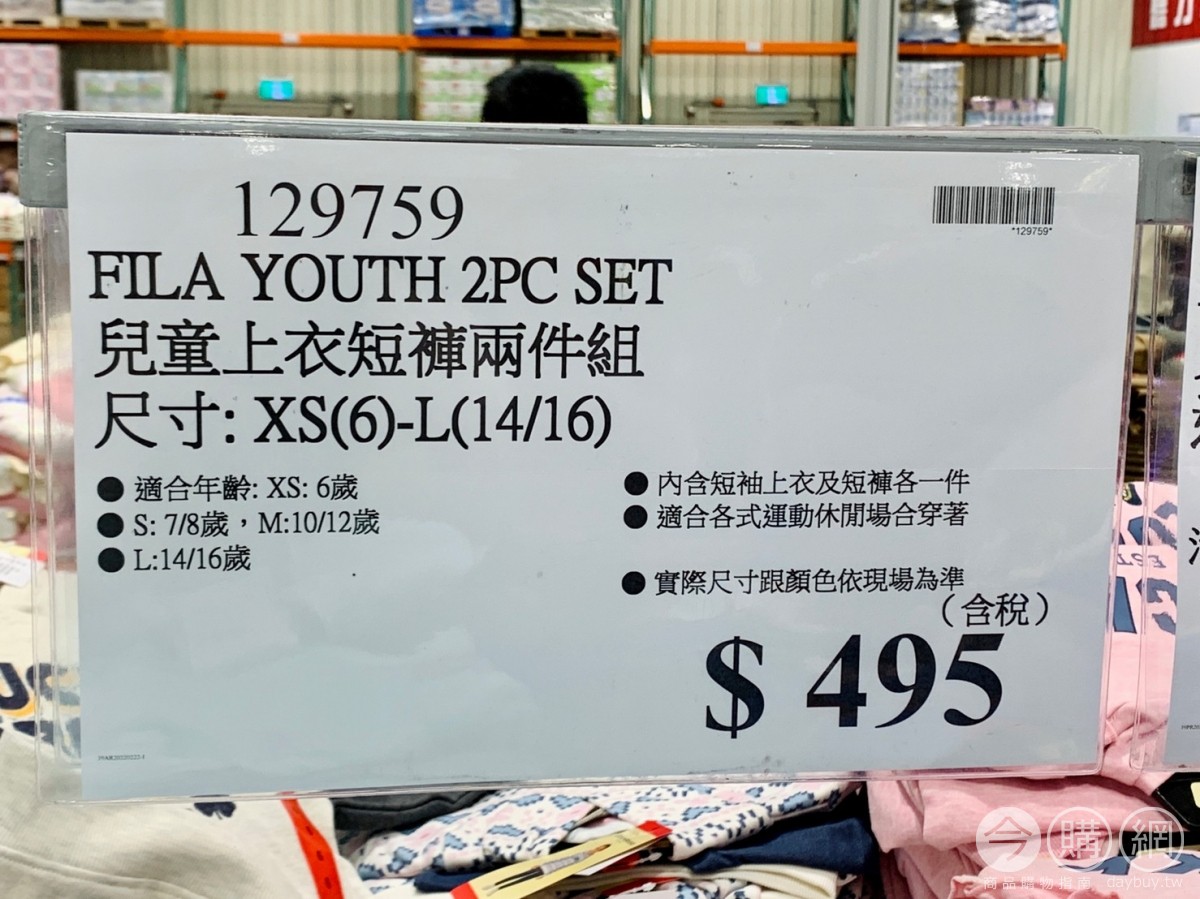 129759
*129759*
FILA YOUTH 2PC SET
兒童上衣短褲兩件組
尺寸: XS(6)-L(14/16)
● 適合年齡: XS: 6歲
● S: 7/8歲，M:10/12歲
● L:14/16歲
● 內含短袖上衣及短褲各一件
● 適合各式運動休閒場合穿著
● 實際尺寸跟顏色依現場為準
（含稅）
$ 495
今購網
商品購物指南 daybuy.tw